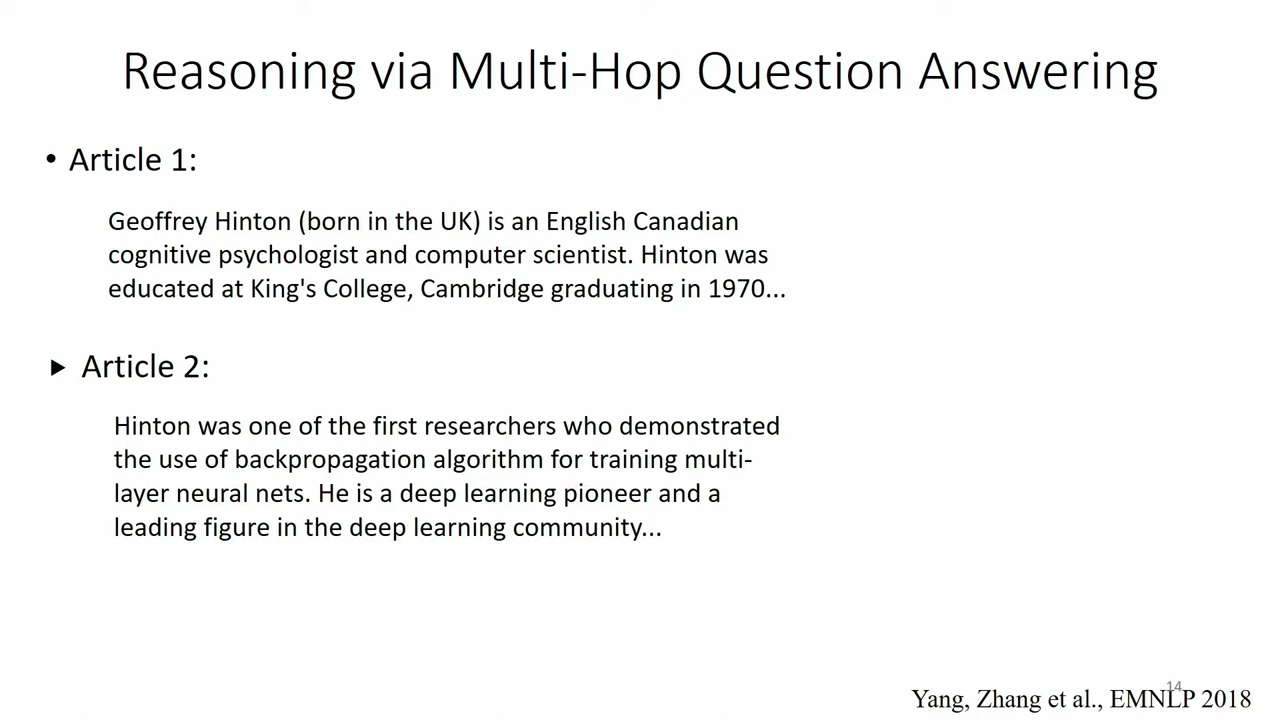 Reasoning via Multi-Hop Question Answering
• Article 1:
Geoffrey Hinton (born in the UK) is an English Canadian
cognitive psychologist and computer scientist. Hinton was
educated at King's College, Cambridge graduating in 1970...
▶ Article 2:
Hinton was one of the first researchers who demonstrated
the use of backpropagation algorithm for training multi-
layer neural nets. He is a deep learning pioneer and a
leading figure in the deep learning community...
14
Yang, Zhang et al., EMNLP 2018